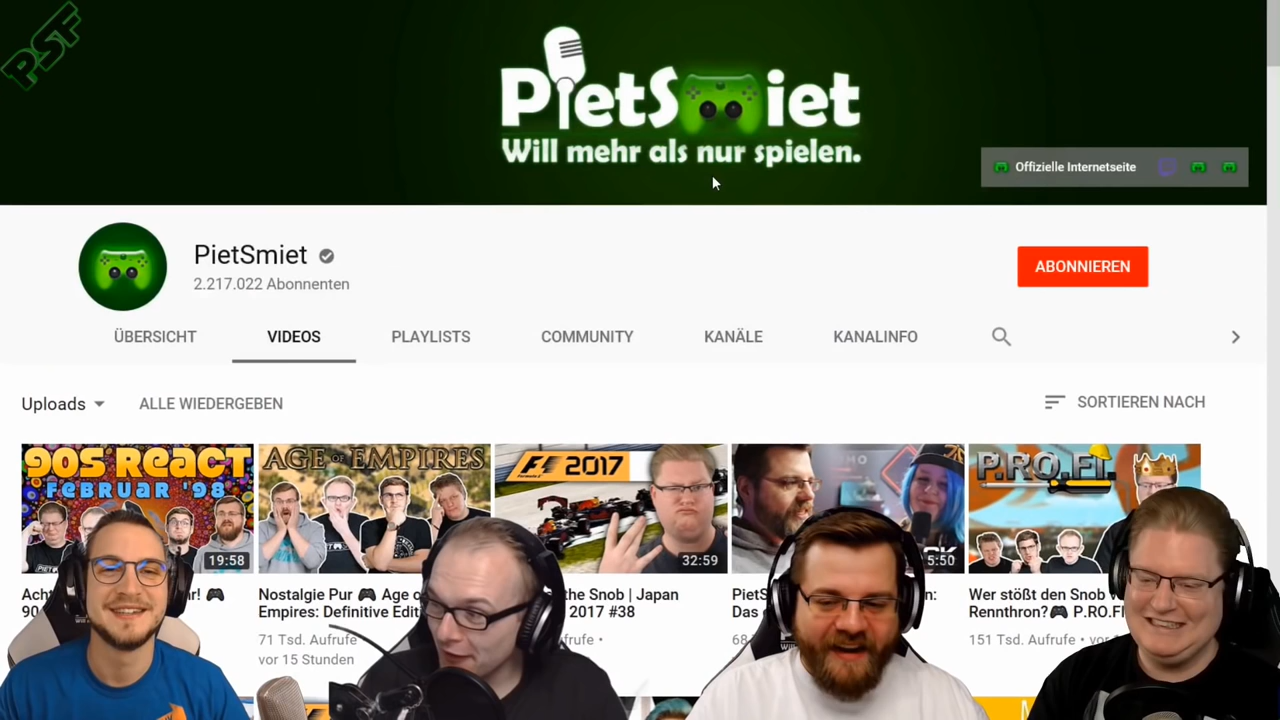 PSF
PietSmiet
Will mehr als nur spielen.
Offizielle Internetseite
PietSmiet
2.217.022 Abonnenten
ABONNIEREN
ÜBERSICHT
VIDEOS
PLAYLISTS
COMMUNITY
KANÄLE
KANALINFO
Uploads
ALLE WIEDERGEBEN
SORTIEREN NACH
90S REACT
FEBRUAR '98
19:58
AGE OF EMPIRES
F1 2017
32:59
5:50
P.RO.FI.
Nostalgie Pur 🎮 Age
Empires: Definitive
71 Tsd. Aufrufe
vor 15 Stunden
the Snob | Japan
2017 #38
Wer stößt den Snob
Rennthron?🎮
151 Tsd. Aufrufe •